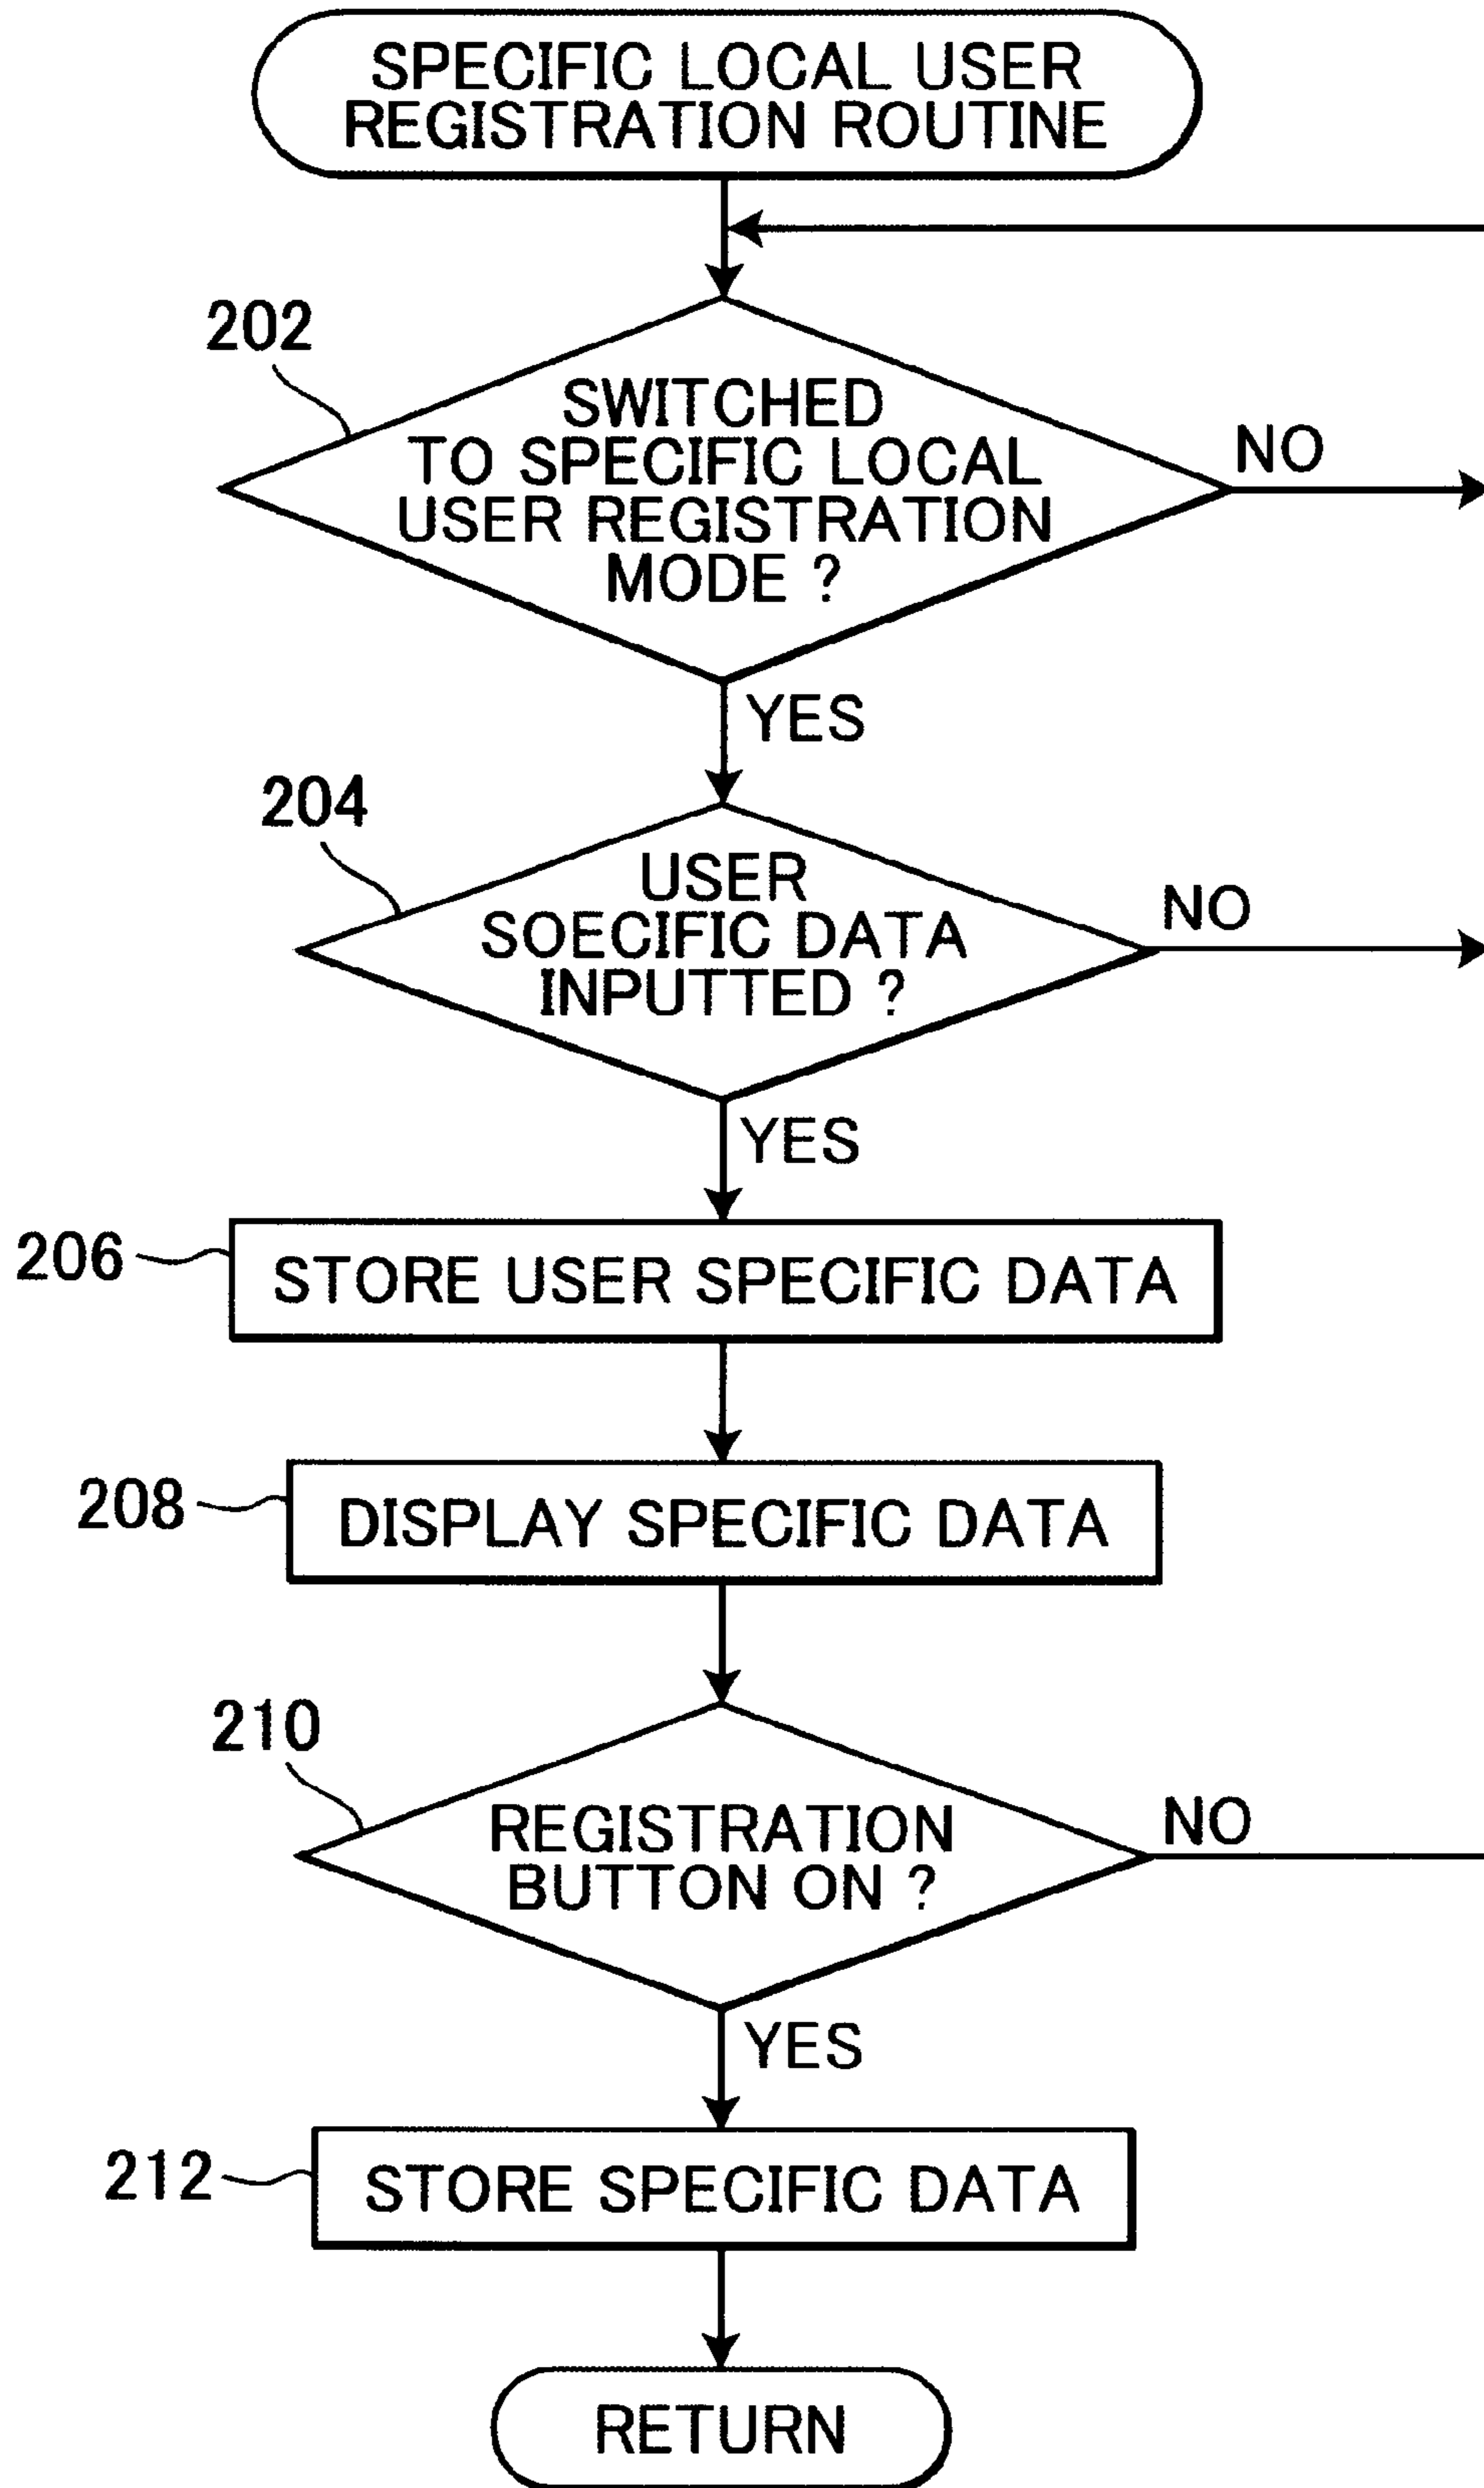 SPECIFIC LOCAL USER
REGISTRATION ROUTINE
202
SWITCHED
TO SPECIFIC LOCAL
USER REGISTRATION
MODE ?
NO
YES
204
USER
SOECIFIC DATA
INPUTTED ?
NO
YES
206
STORE USER SPECIFIC DATA
208
DISPLAY SPECIFIC DATA
210
REGISTRATION
BUTTON ON ?
NO
YES
212
STORE SPECIFIC DATA
RETURN